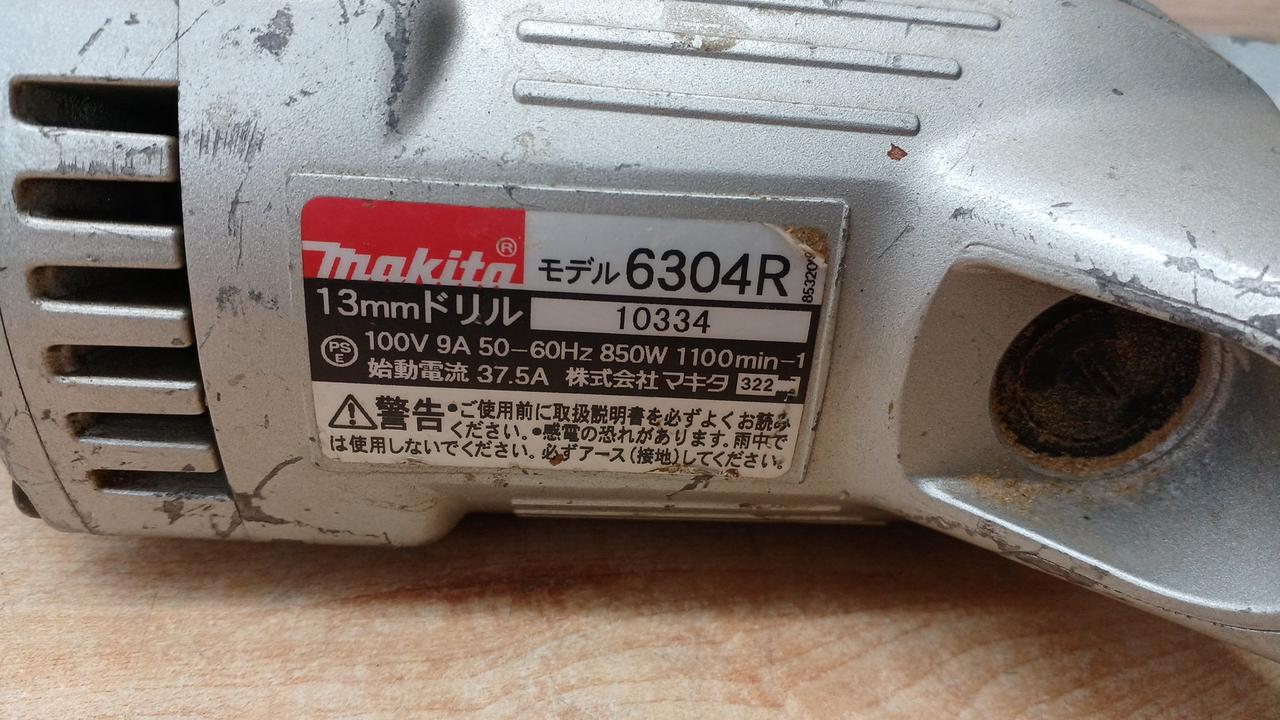 makita®
モデル 6304R
13mmドリル 10334
PSE 100V 9A 50-60Hz 850W 1100min-1
始動電流 37.5A 株式会社 マキタ 322
警告 •ご使用前に取扱説明書を必ずよくお読み
ください。•感電の恐れがあります。雨中で
は使用しないでください。必ずアース(接地)してください。